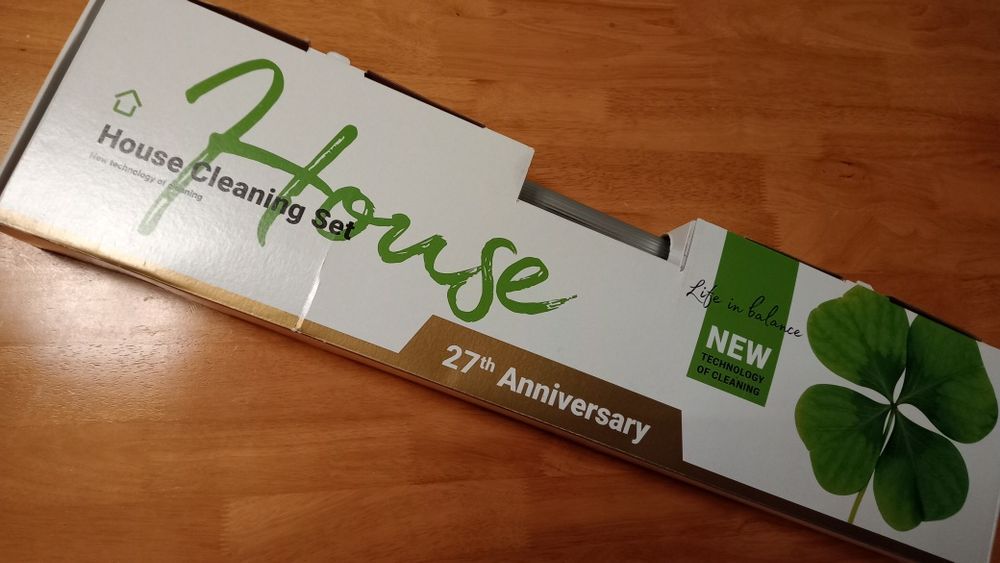 House
House Cleaning Set
New technology of cleaning
27th Anniversary
Life in balance
NEW
TECHNOLOGY
OF CLEANING